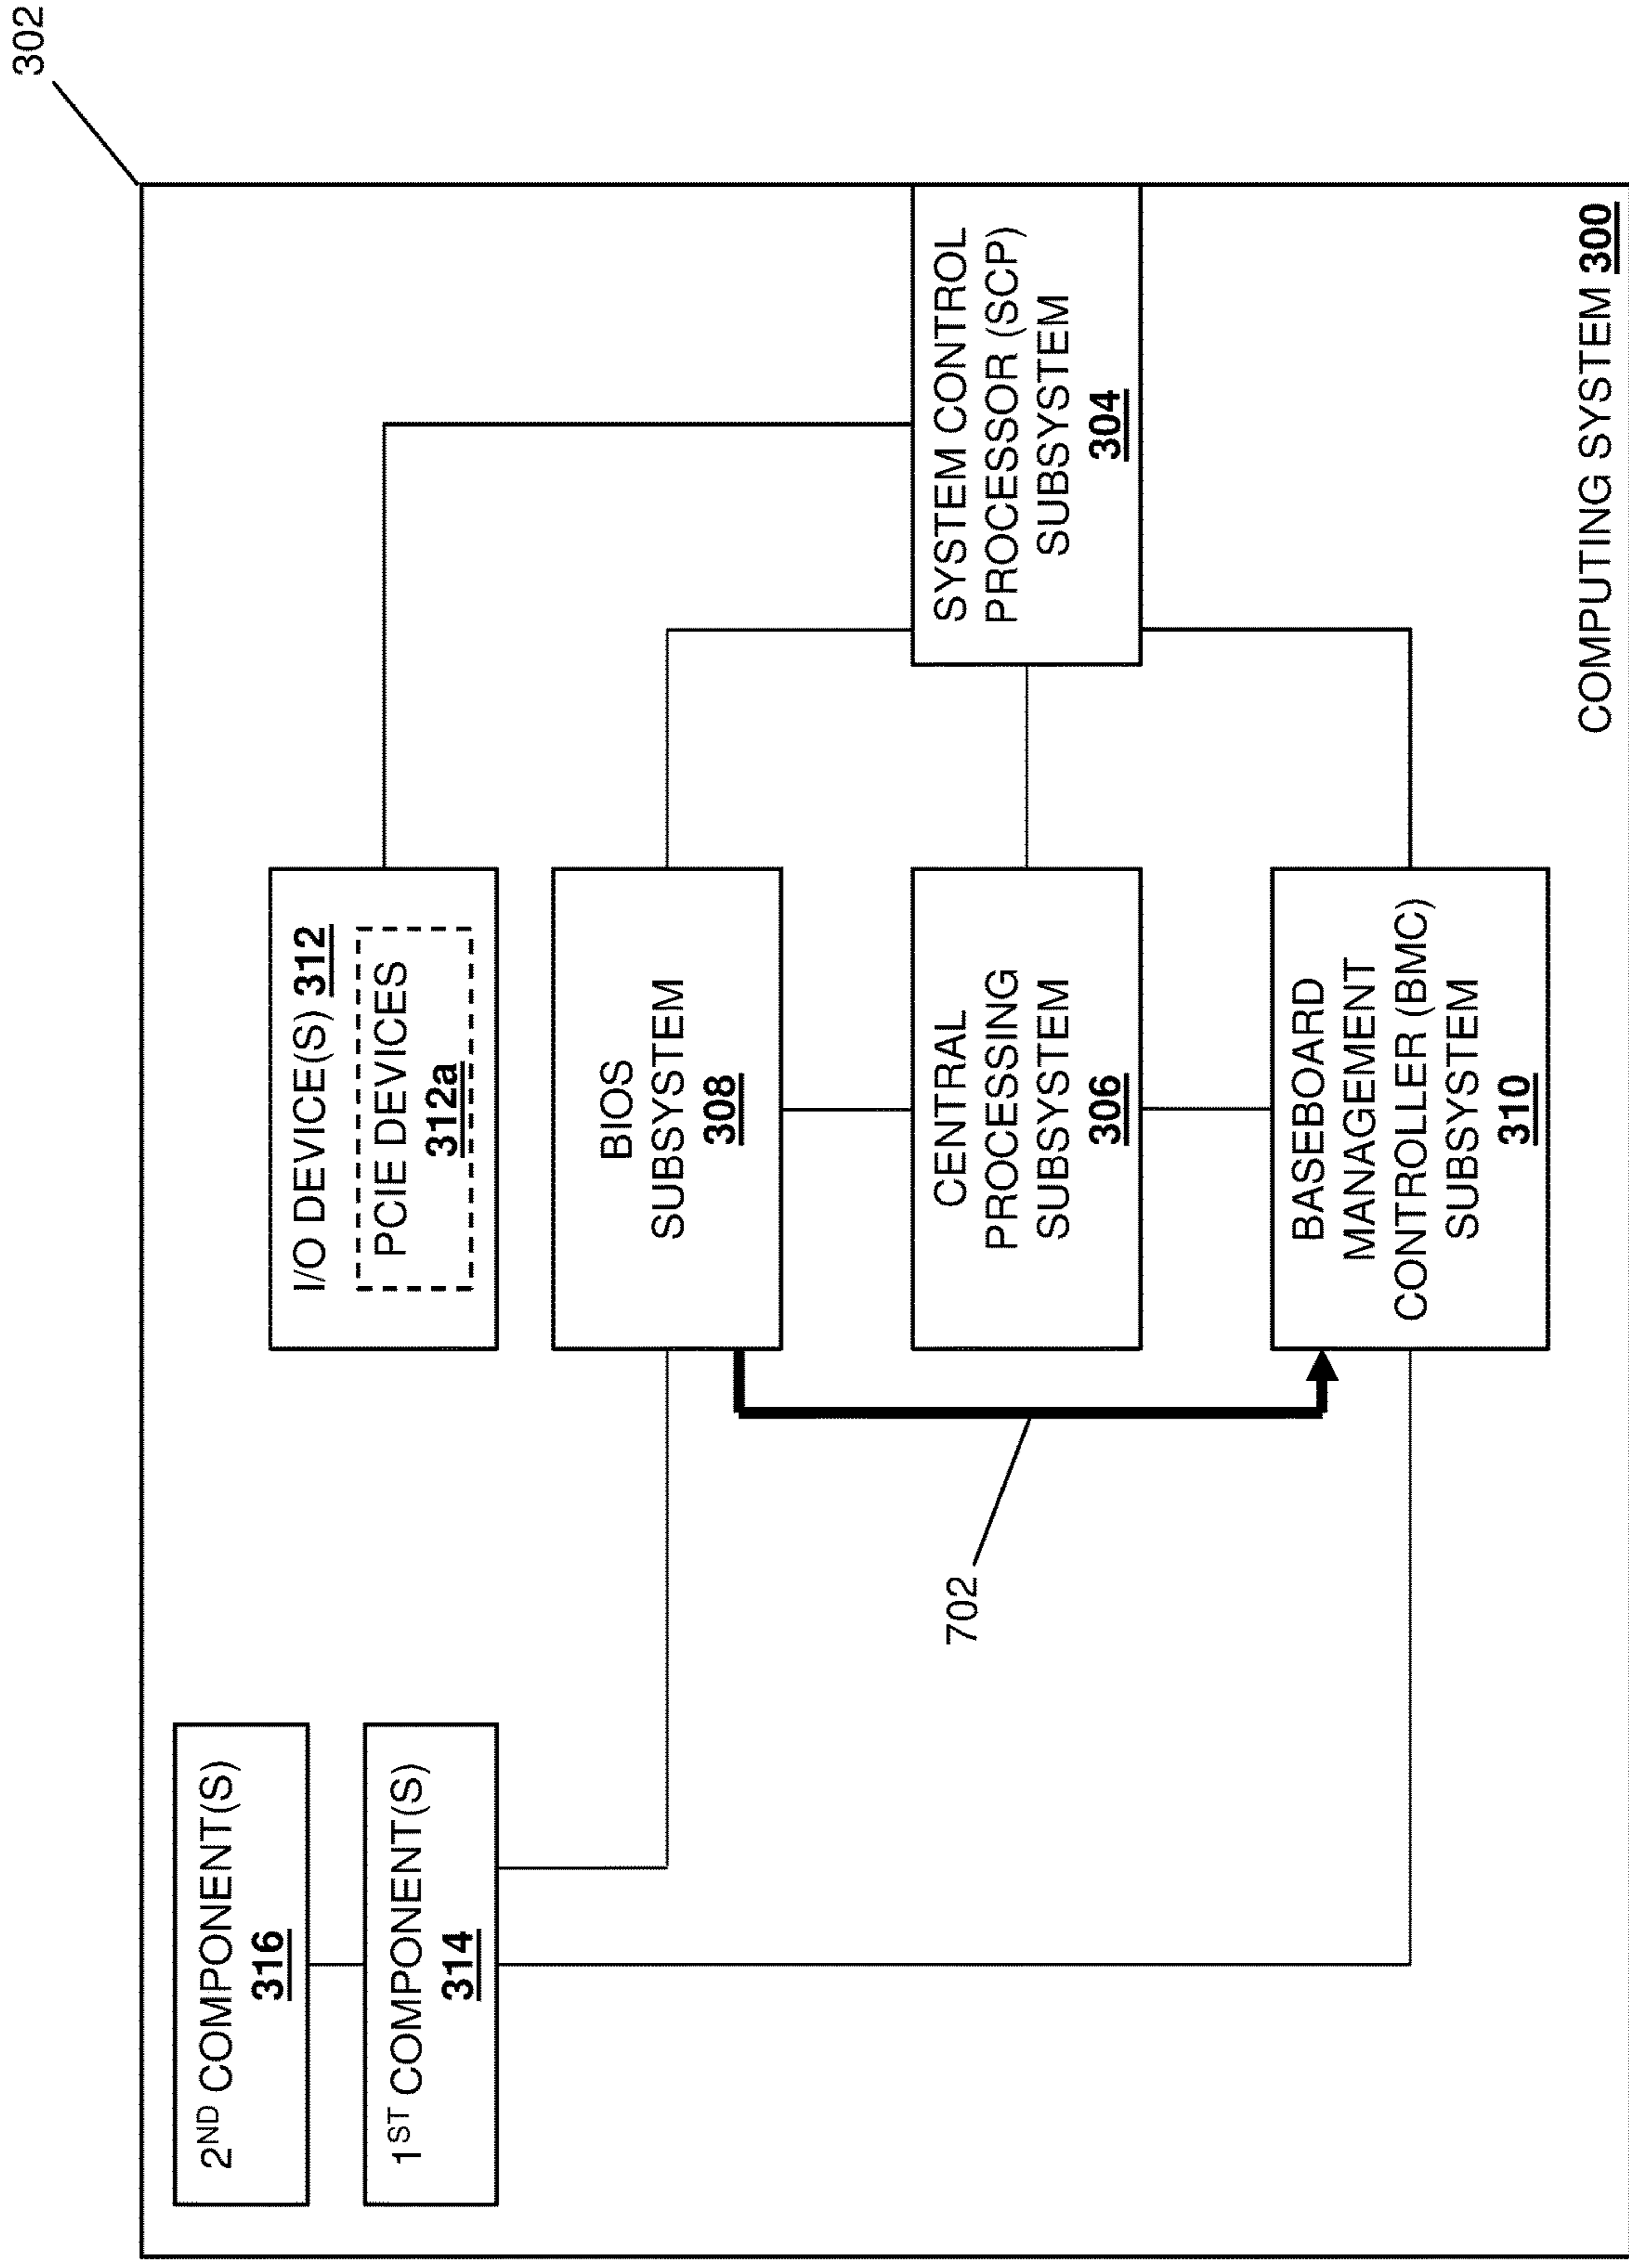 302
2ND COMPONENT(S)
316
1ST COMPONENT(S)
314
I/O DEVICE(S) 312
PCIE DEVICES
312a
BIOS
SUBSYSTEM
308
702
CENTRAL
PROCESSING
SUBSYSTEM
306
SYSTEM CONTROL
PROCESSOR (SCP)
SUBSYSTEM
304
BASEBOARD
MANAGEMENT
CONTROLLER (BMC)
SUBSYSTEM
310
COMPUTING SYSTEM 300